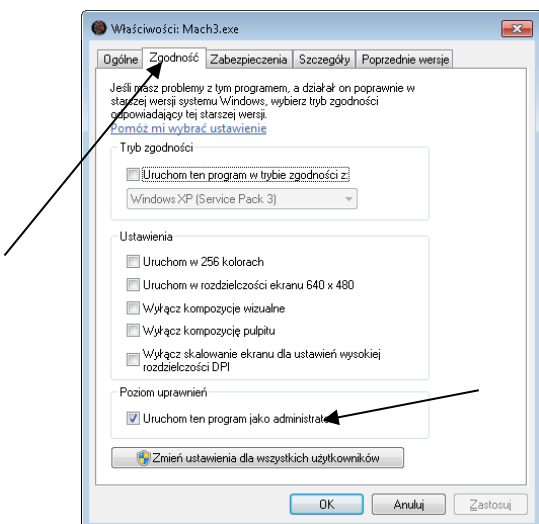 Właściwości: Mach3.exe
Ogólne Zgodność Zabezpieczenia Szczegóły Poprzednie wersje
Jeśli masz problemy z tym programem, a działał on poprawnie w
starszej wersji systemu Windows, wybierz tryb zgodności
odpowiadający tej starszej wersji.
Pomóż mi wybrać ustawienie
Tryb zgodności
Uruchom ten program w trybie zgodności z:
Windows XP (Service Pack 3)
Ustawienia
Uruchom w 256 kolorach
Uruchom w rozdzielczości ekranu 640 x 480
Wyłącz kompozycje wizualne
Wyłącz kompozycję pulpitu
Wyłącz skalowanie ekranu dla ustawień wysokiej
rozdzielczości DPI
Poziom uprawnień
Uruchom ten program jako administrator
Zmień ustawienia dla wszystkich użytkowników
OK Anuluj Zastosuj